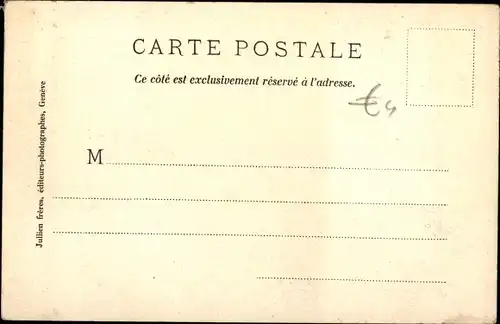 CARTE POSTALE
Ce côté est exclusivement réservé à l'adresse.
€4
M
Jullien frères, éditeurs-photographes, Genève